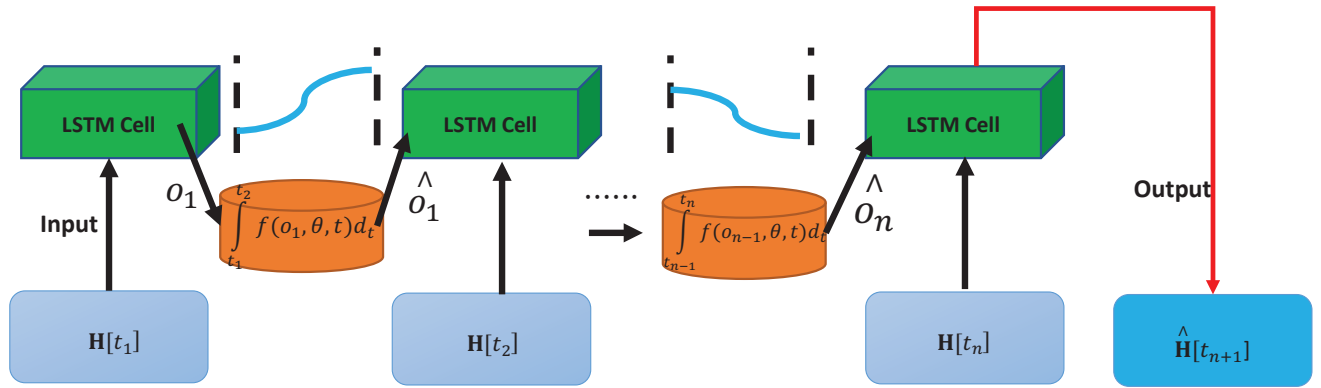 LSTM Cell
LSTM Cell
LSTM Cell
Input
o₁
t₂
∫ f(o₁, θ, t)dₜ
t₁
ô₁
......
tₙ
∫ f(oₙ₋₁, θ, t)dₜ
tₙ₋₁
ôₙ
Output
H[t₁]
H[t₂]
H[tₙ]
Ĥ[tₙ₊₁]